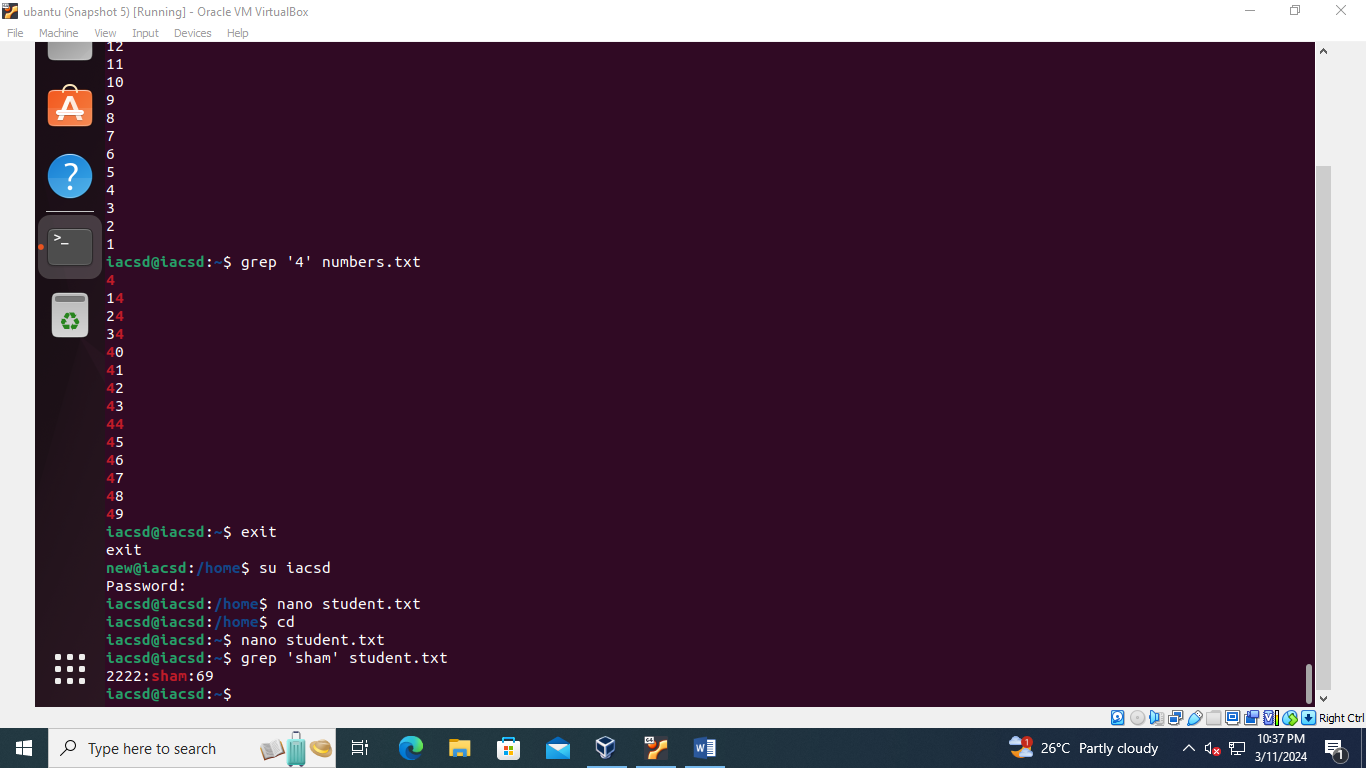 ubantu (Snapshot 5) [Running] - Oracle VM VirtualBox
File Machine View Input Devices Help
12
11
10
9
8
7
6
5
4
3
2
1
iacsd@iacsd:~$ grep '4' numbers.txt
4
14
24
34
40
41
42
43
44
45
46
47
48
49
iacsd@iacsd:~$ exit
exit
new@iacsd:/home$ su iacsd
Password:
iacsd@iacsd:/home$ nano student.txt
iacsd@iacsd:/home$ cd
iacsd@iacsd:~$ nano student.txt
iacsd@iacsd:~$ grep 'sham' student.txt
2222:sham:69
iacsd@iacsd:~$
Right Ctrl
Type here to search
1
26°C Partly cloudy
10:37 PM
3/11/2024
1